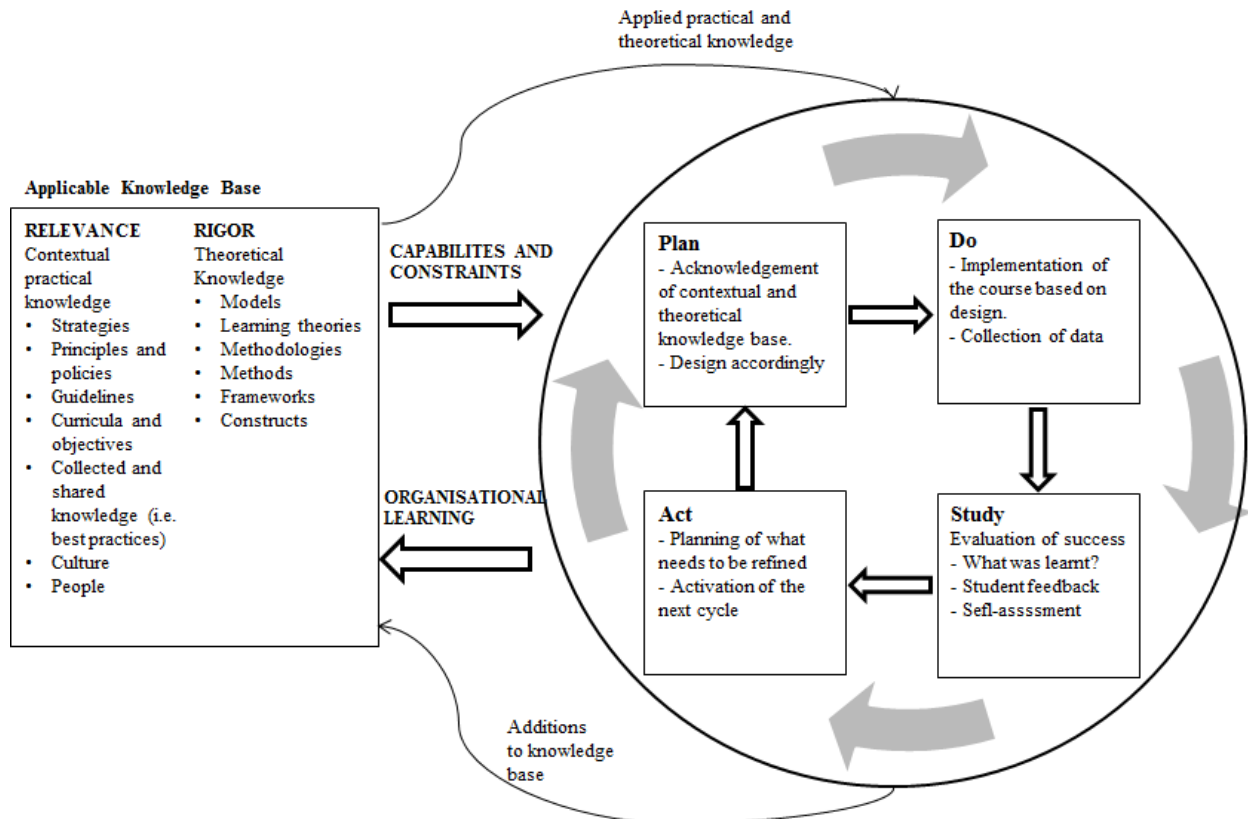 Applied practical and
theoretical knowledge
Applicable Knowledge Base
RELEVANCE
Contextual
practical
knowledge
• Strategies
• Principles and
policies
• Guidelines
• Curricula and
objectives
• Collected and
shared
knowledge (i.e.
best practices)
• Culture
• People
RIGOR
Theoretical
Knowledge
• Models
• Learning theories
• Methodologies
• Methods
• Frameworks
• Constructs
CAPABILITES AND
CONSTRAINTS
ORGANISATIONAL
LEARNING
Plan
- Acknowledgement
of contextual and
theoretical
knowledge base.
- Design accordingly
Do
- Implementation of
the course based on
design.
- Collection of data
Act
- Planning of what
needs to be refined
- Activation of the
next cycle
Study
Evaluation of success
- What was learnt?
- Student feedback
- Sefl-assssment
Additions
to knowledge
base